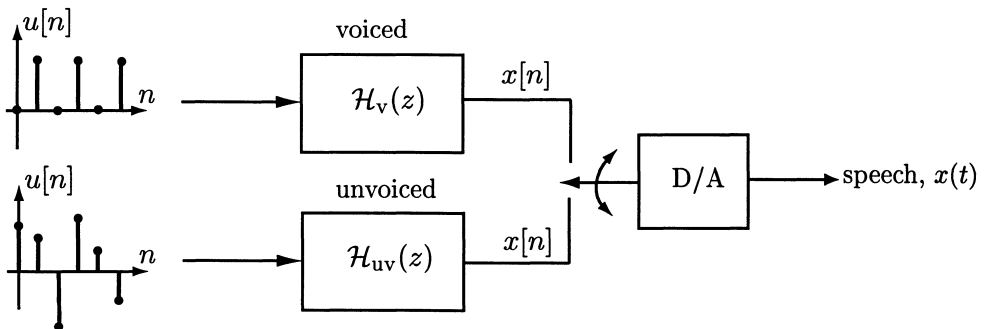 u[n]
n
voiced
H_v(z)
x[n]
D/A
speech, x(t)
u[n]
n
unvoiced
H_uv(z)
x[n]